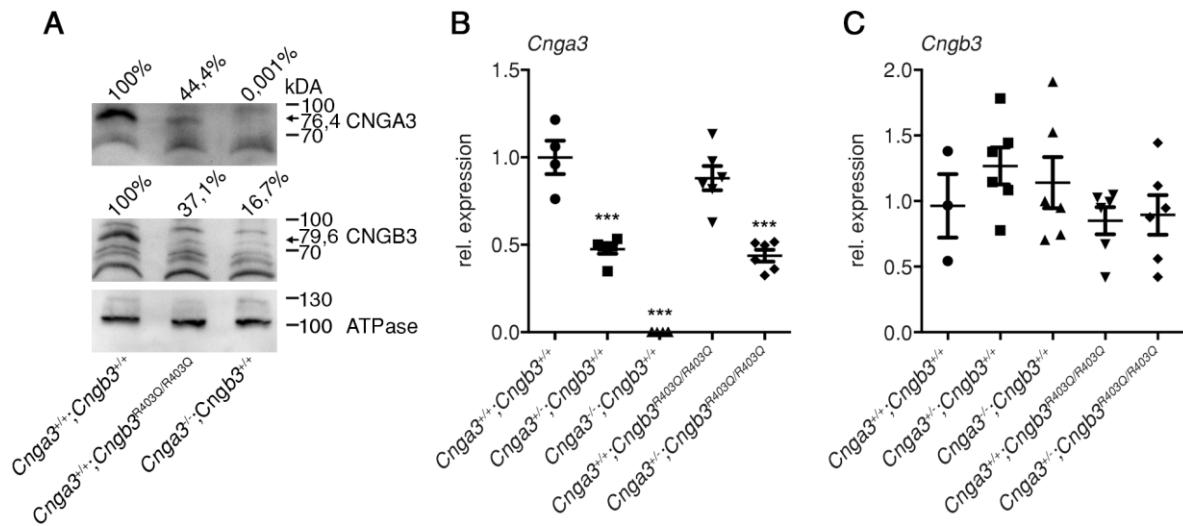 A
100% 44,4% 0,001%
kDA
100
76,4 CNGA3
70
100% 37,1% 16,7%
100
79,6 CNGB3
70
130
100 ATPase
Cnga3+/+;Cngb3+/+
Cnga3+/+;Cngb3R403Q/R403Q
Cnga3-/-;Cngb3+/+
B
Cnga3
rel. expression
1.5
1.0
0.5
0.0
***
***
***
Cnga3+/+;Cngb3+/+
Cnga3+/-;Cngb3+/+
Cnga3-/-;Cngb3+/+
Cnga3+/+;Cngb3R403Q/R403Q
Cnga3+/-;Cngb3R403Q/R403Q
C
Cngb3
rel. expression
2.0
1.5
1.0
0.5
0.0
Cnga3+/+;Cngb3+/+
Cnga3+/-;Cngb3+/+
Cnga3-/-;Cngb3+/+
Cnga3+/+;Cngb3R403Q/R403Q
Cnga3+/-;Cngb3R403Q/R403Q